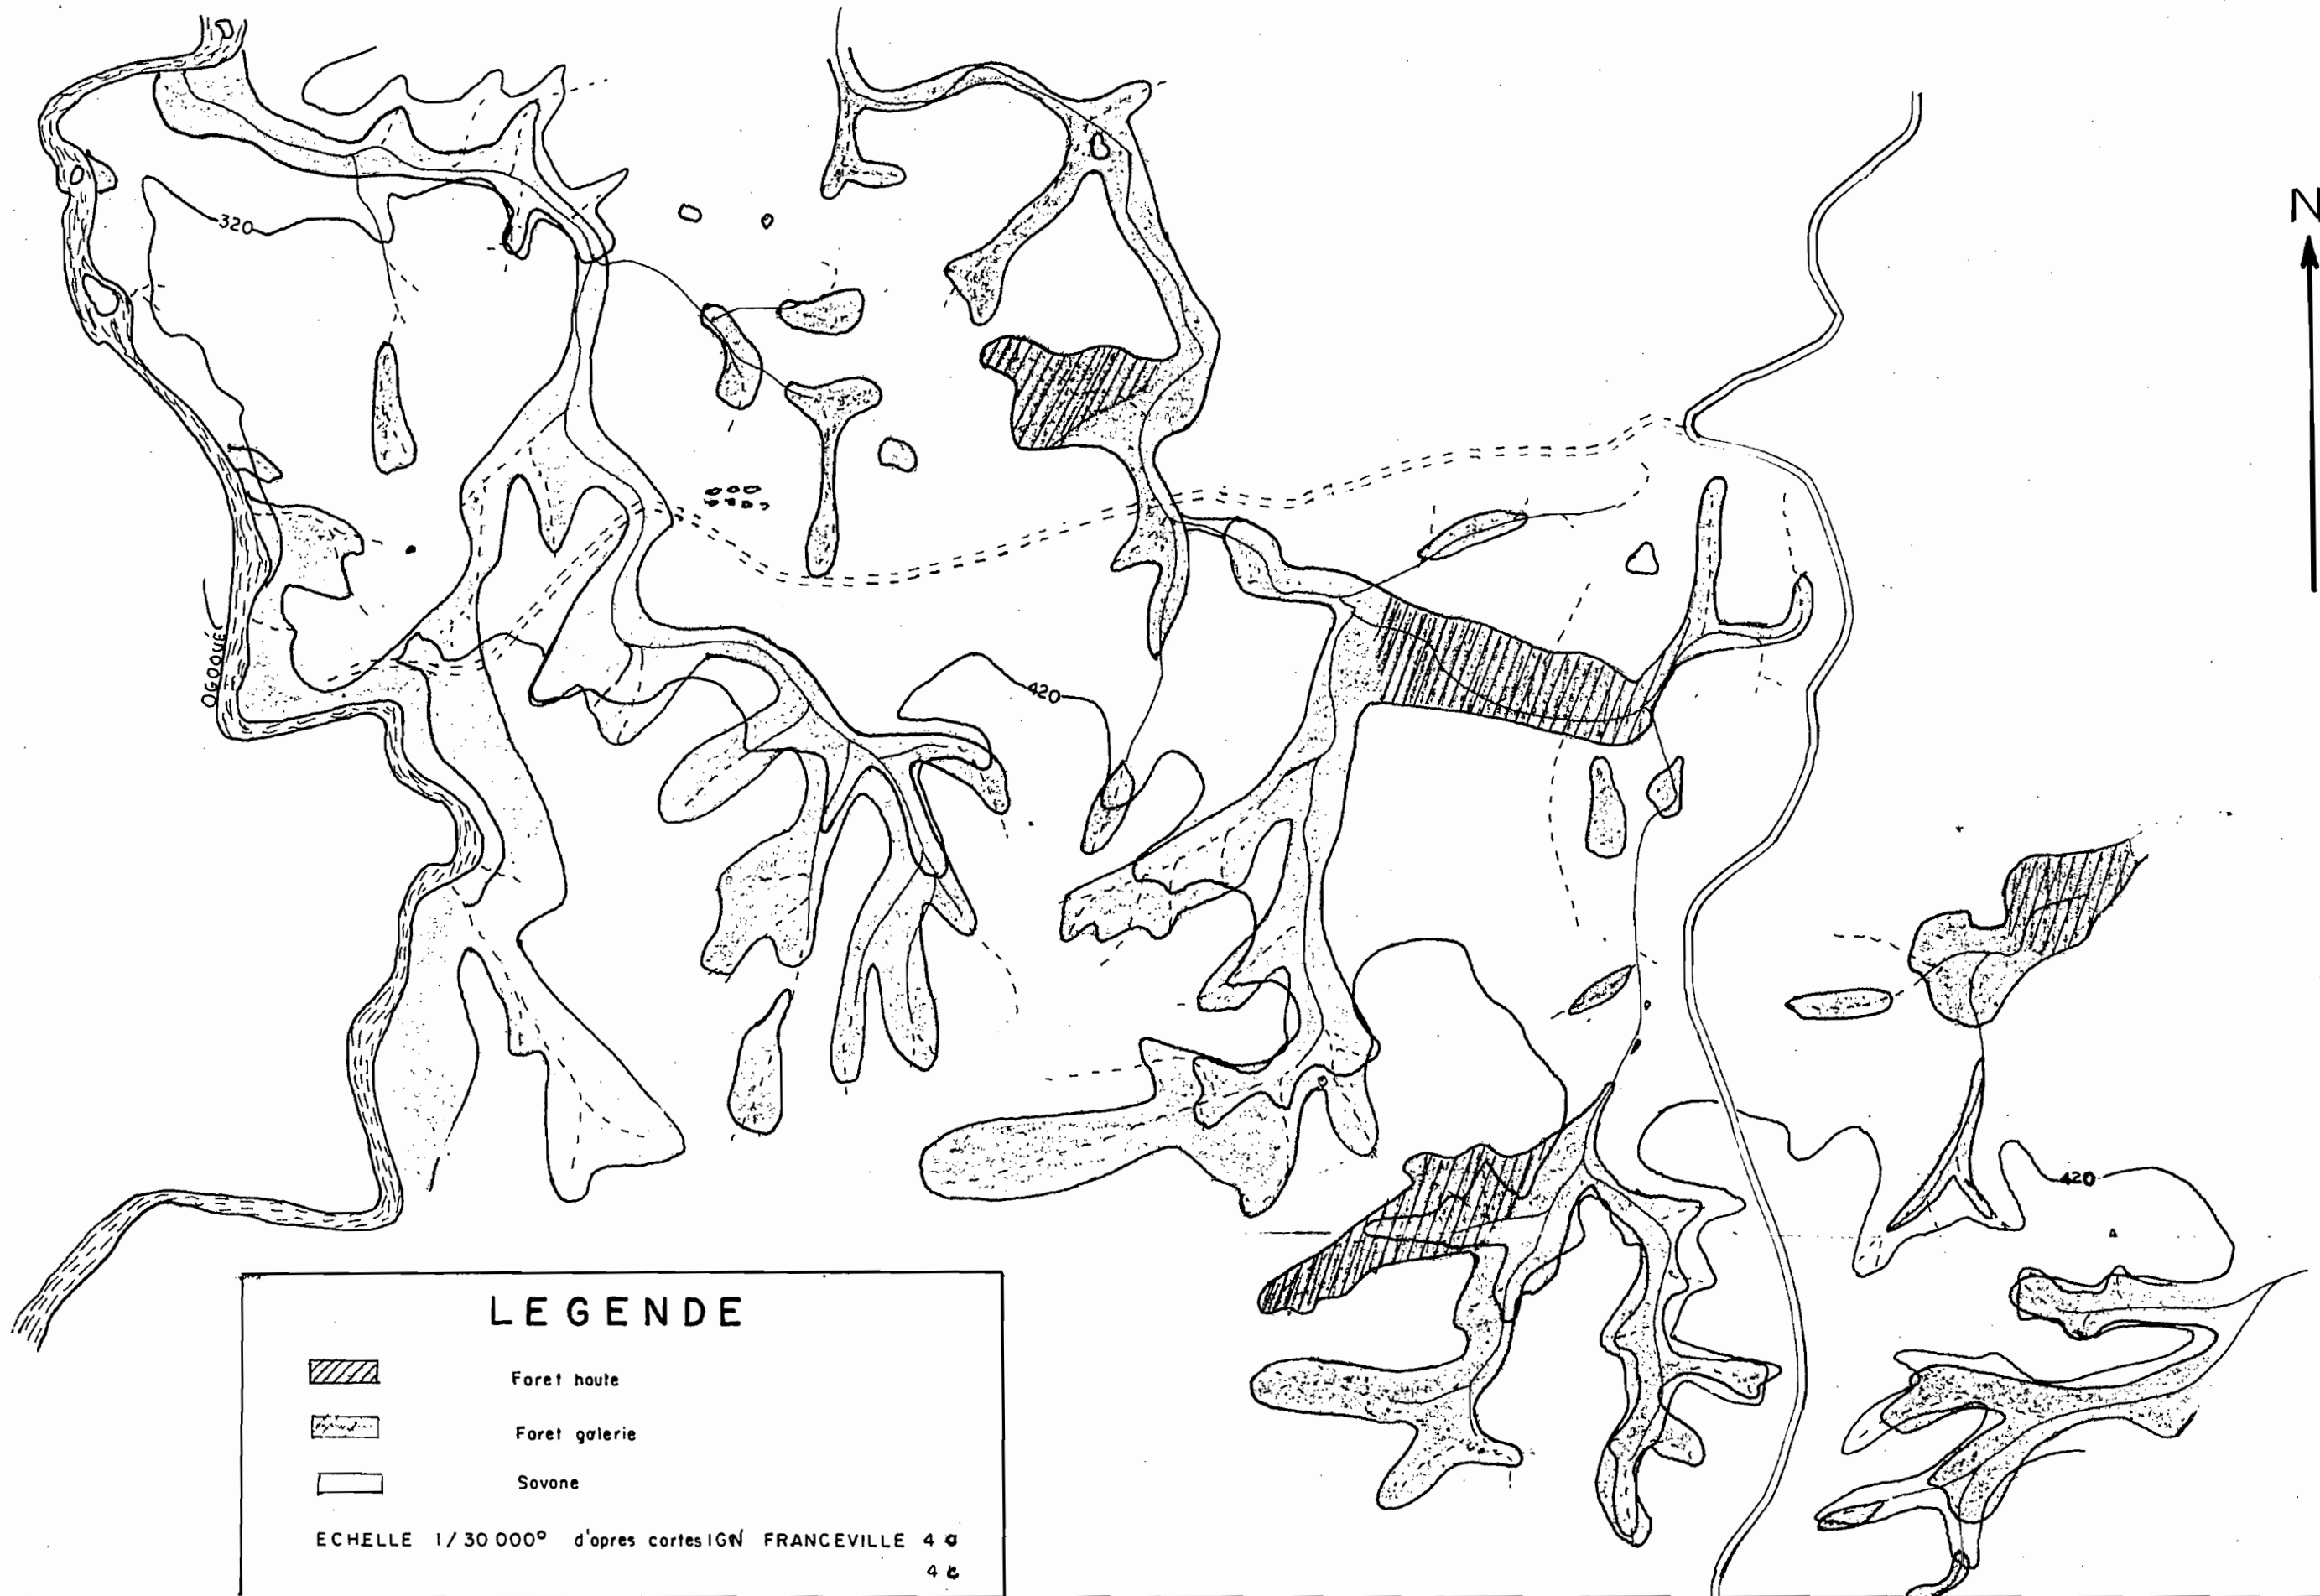 N
320
OGOOUÉ
420
420
LEGENDE
Foret haute
Foret galerie
Savane
ECHELLE 1/30 000° d'apres cartes IGN FRANCEVILLE 4 a
4 c